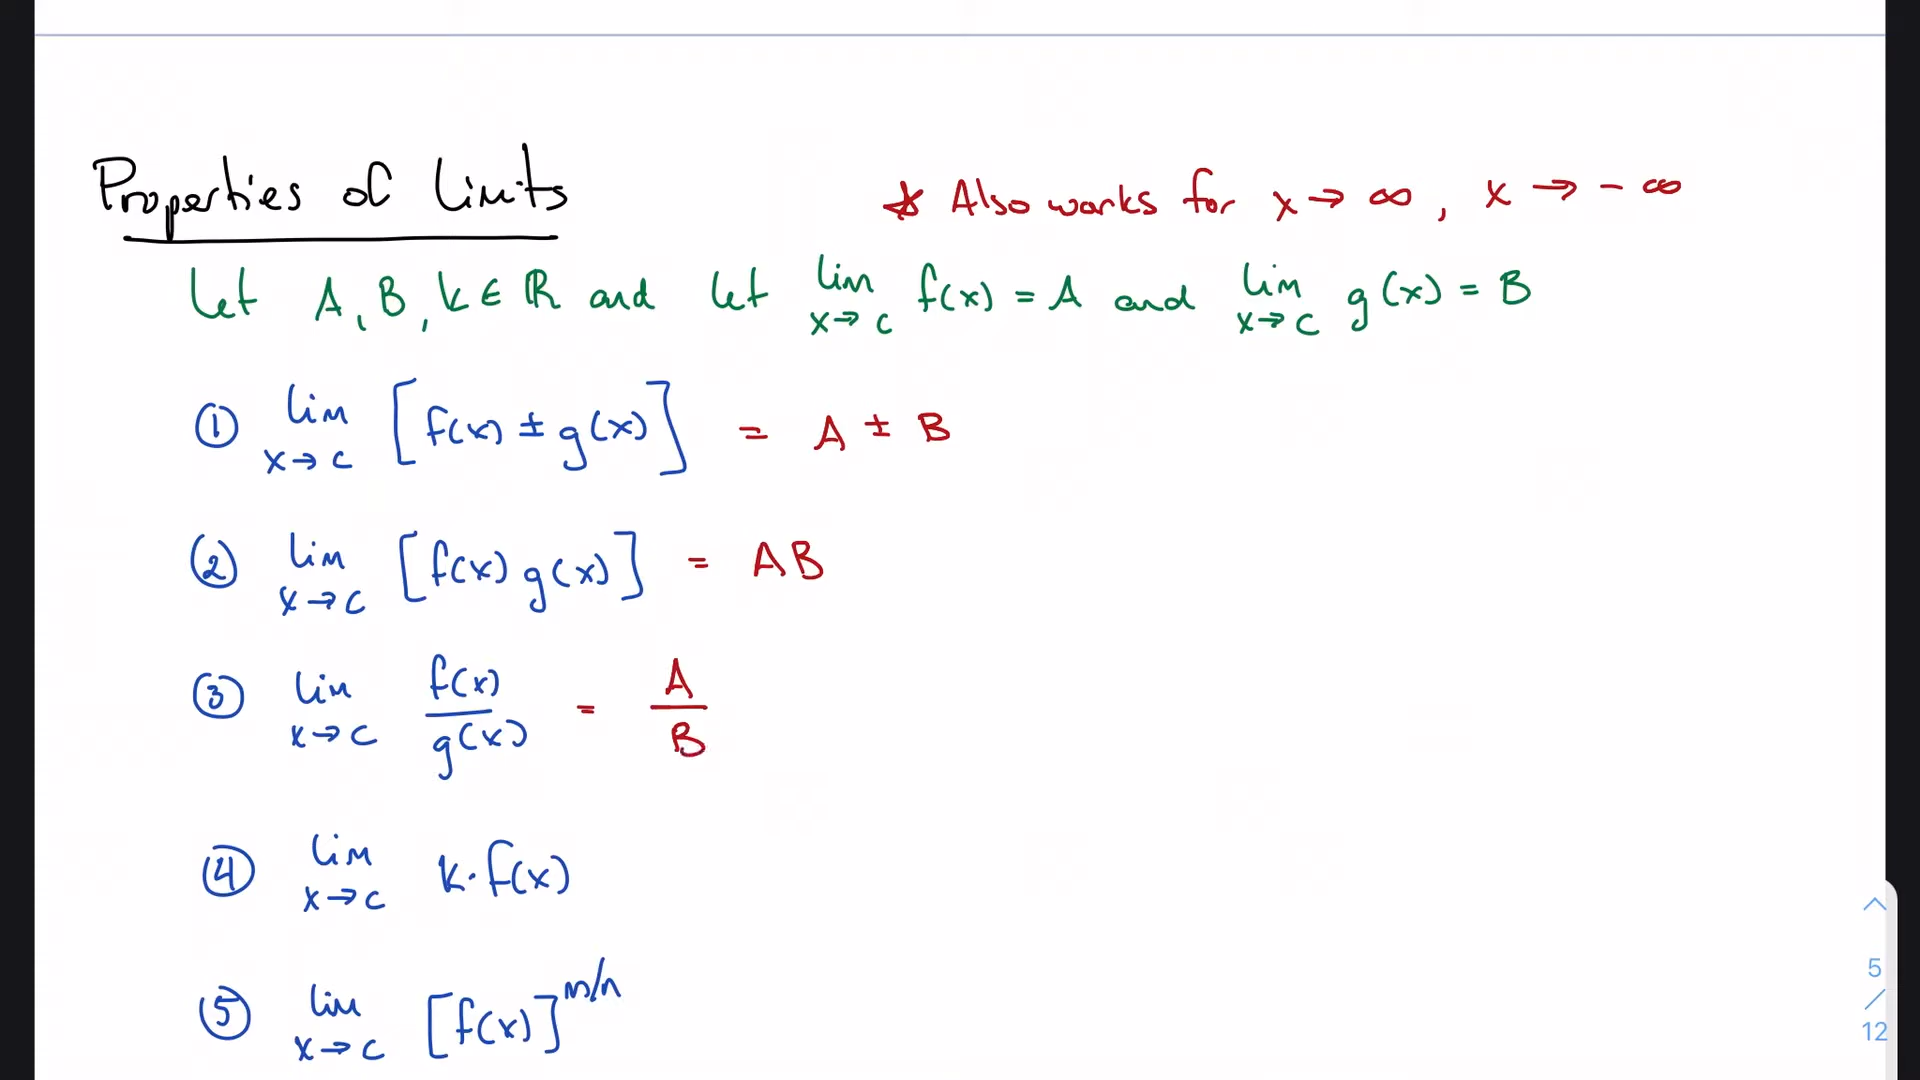 Properties of Limits
* Also works for x → ∞, x → - ∞
Let A, B, k ∈ ℝ and let lim x→c f(x) = A and lim x→c g(x) = B
① lim x→c [f(x) ± g(x)] = A ± B
② lim x→c [f(x) g(x)] = AB
③ lim x→c f(x)/g(x) = A/B
④ lim x→c k·f(x)
⑤ lim x→c [f(x)]^m/n
5
/
12